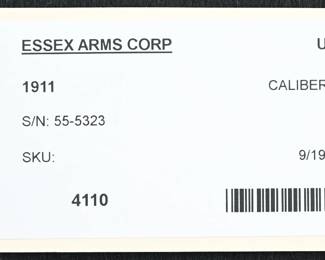 ESSEX ARMS CORP U
1911 CALIBER
S/N: 55-5323
SKU: 9/19
4110